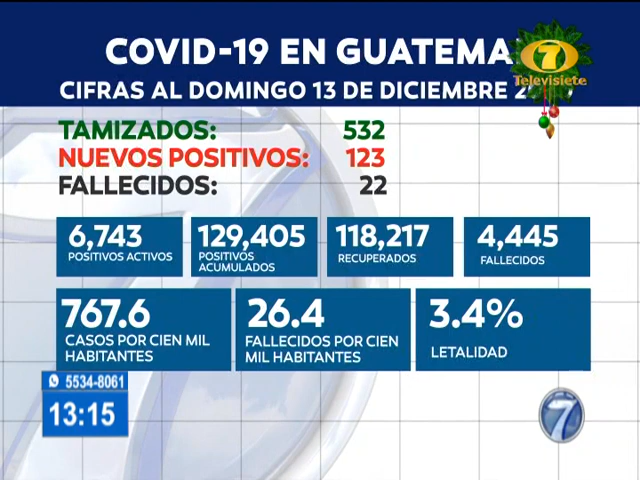 COVID-19 EN GUATEMA
7
Televisiete
CIFRAS AL DOMINGO 13 DE DICIEMBRE 2
TAMIZADOS: 532
NUEVOS POSITIVOS: 123
FALLECIDOS: 22
6,743
POSITIVOS ACTIVOS
129,405
POSITIVOS
ACUMULADOS
118,217
RECUPERADOS
4,445
FALLECIDOS
767.6
CASOS POR CIEN MIL
HABITANTES
26.4
FALLECIDOS POR CIEN
MIL HABITANTES
3.4%
LETALIDAD
5534-8061
13:15
7